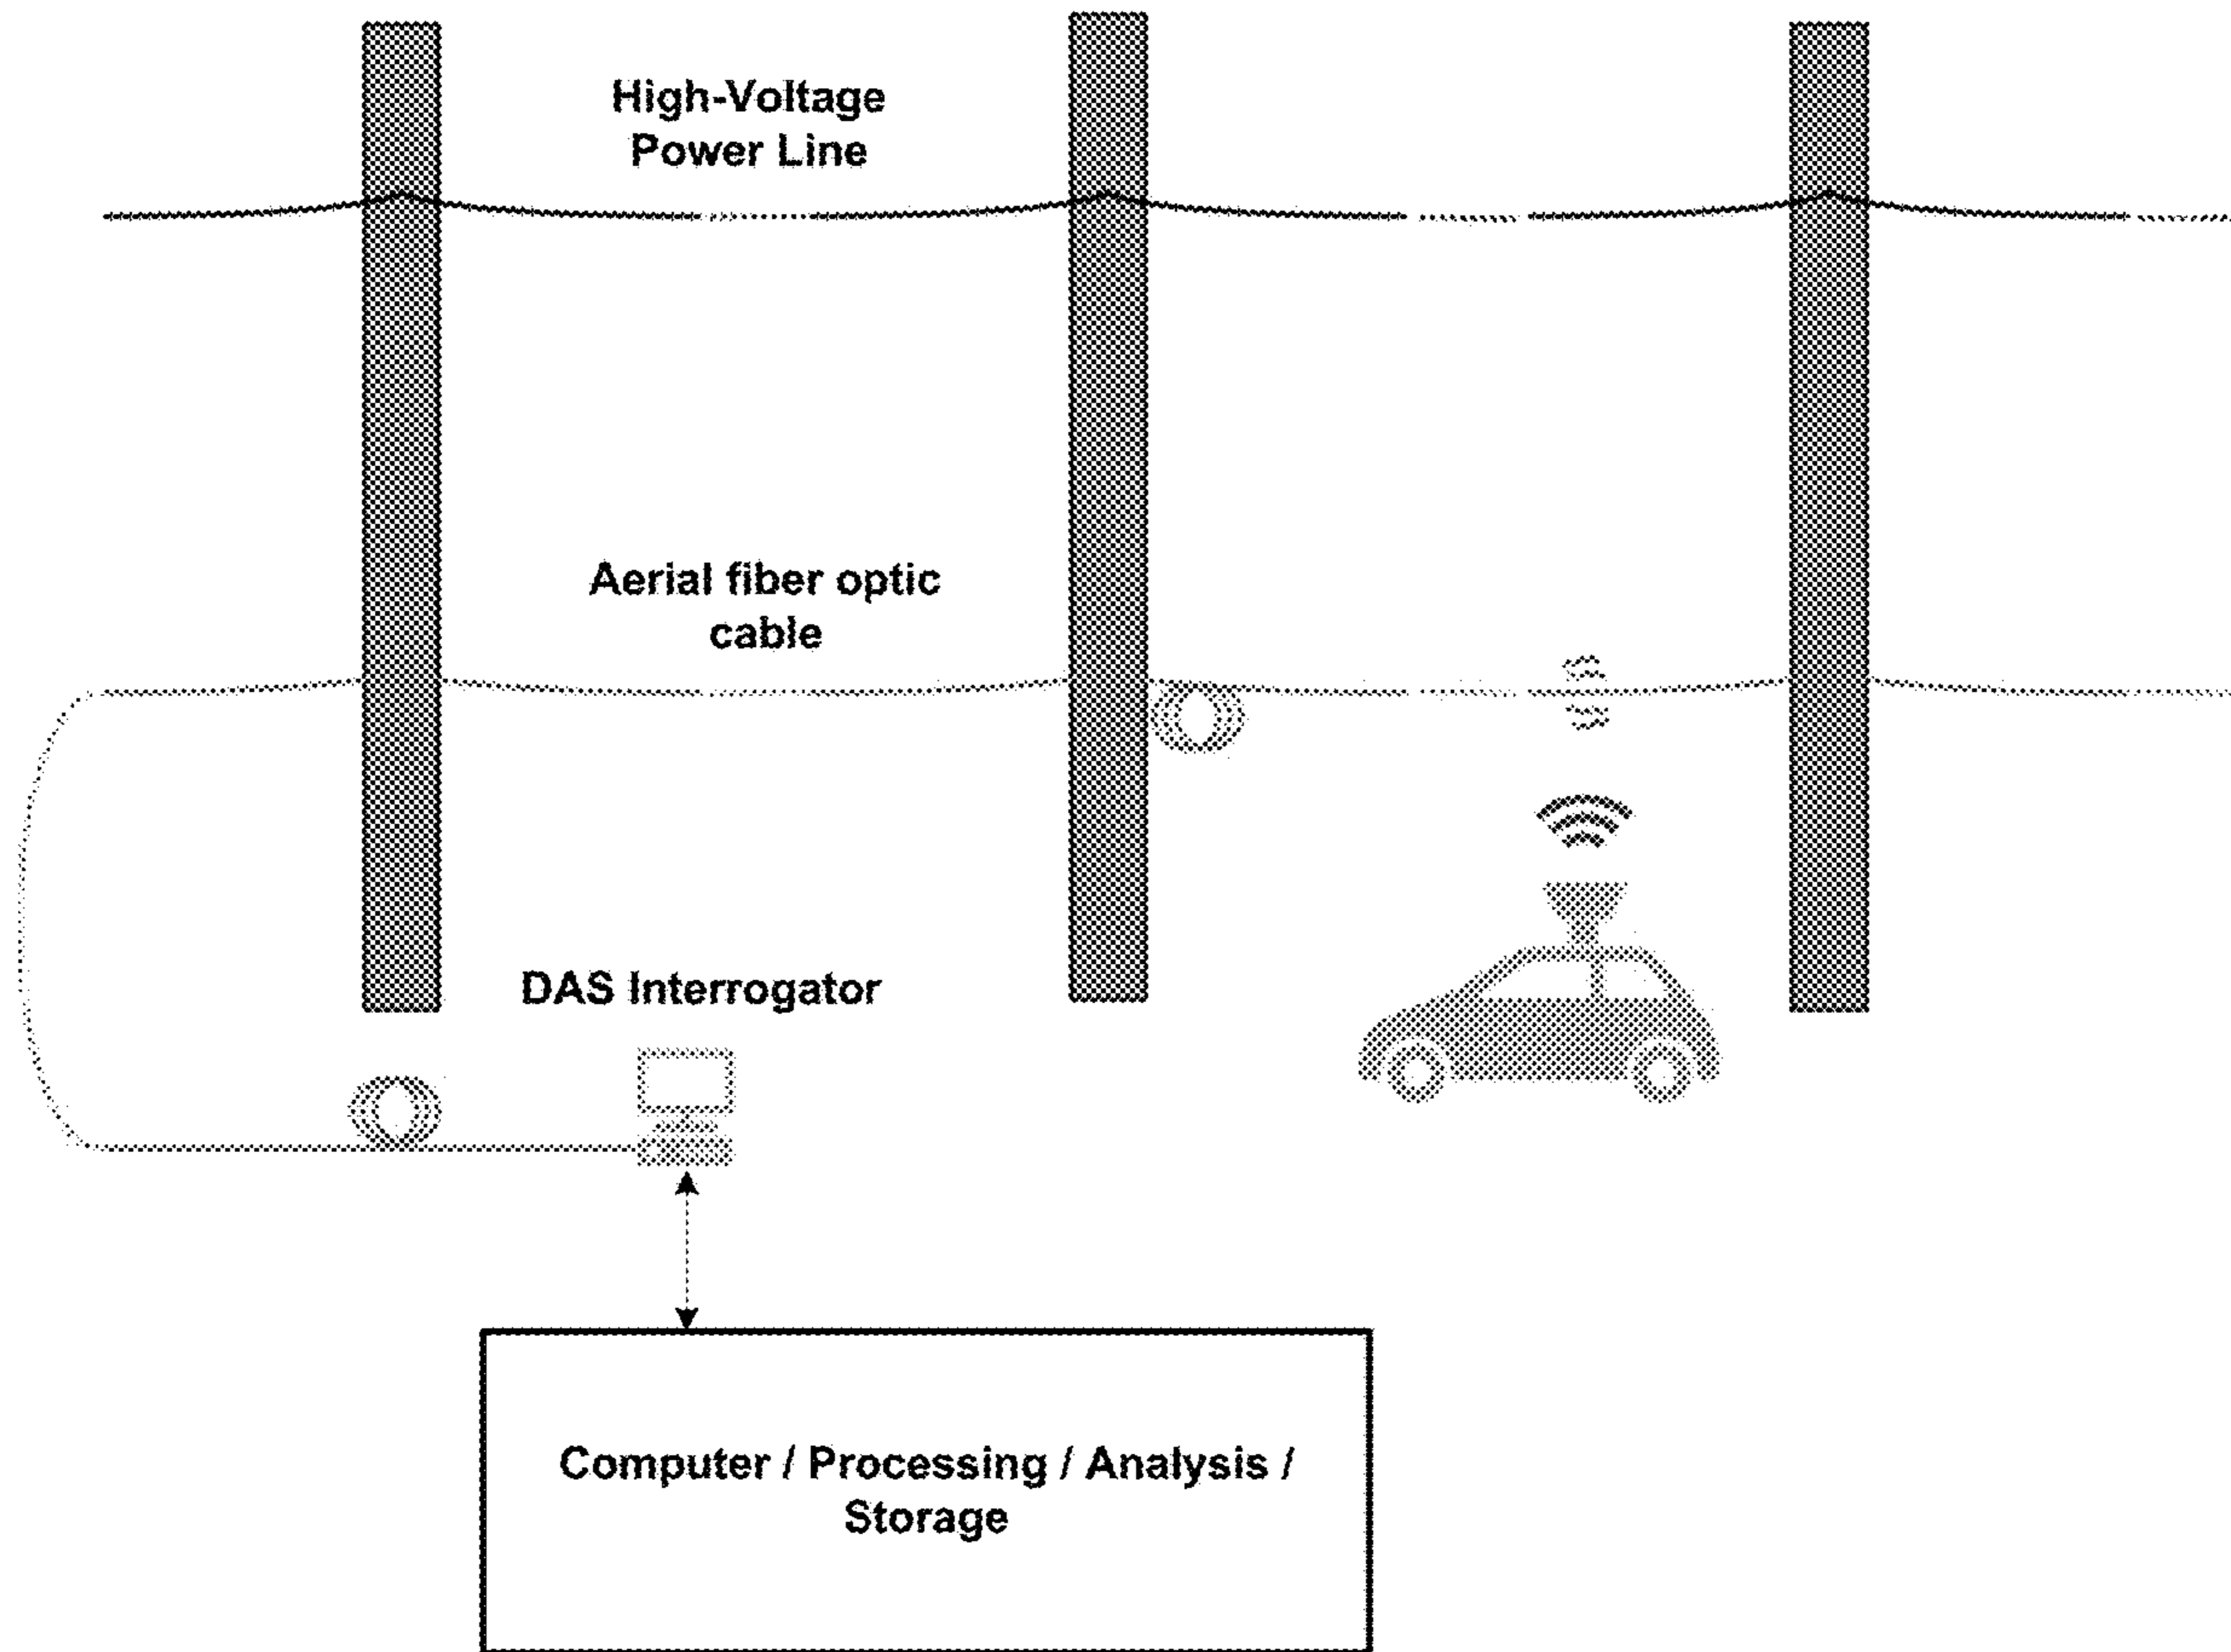 High-Voltage
Power Line
Aerial fiber optic
cable
DAS Interrogator
Computer / Processing / Analysis /
Storage